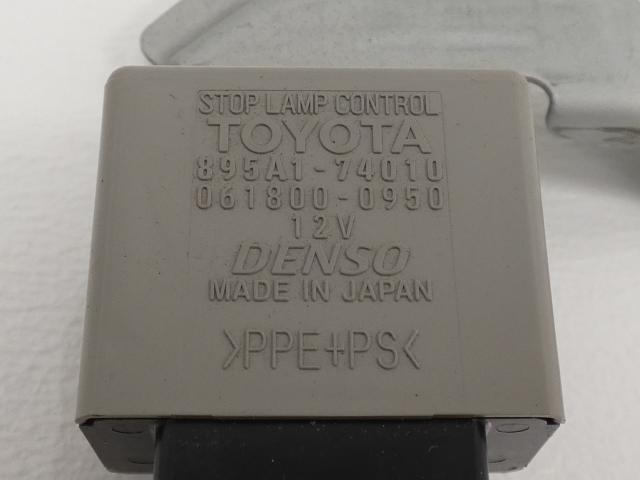 STOP LAMP CONTROL
TOYOTA
895A1-74010
061800-0950
12V
DENSO
MADE IN JAPAN
>PPE+PS<